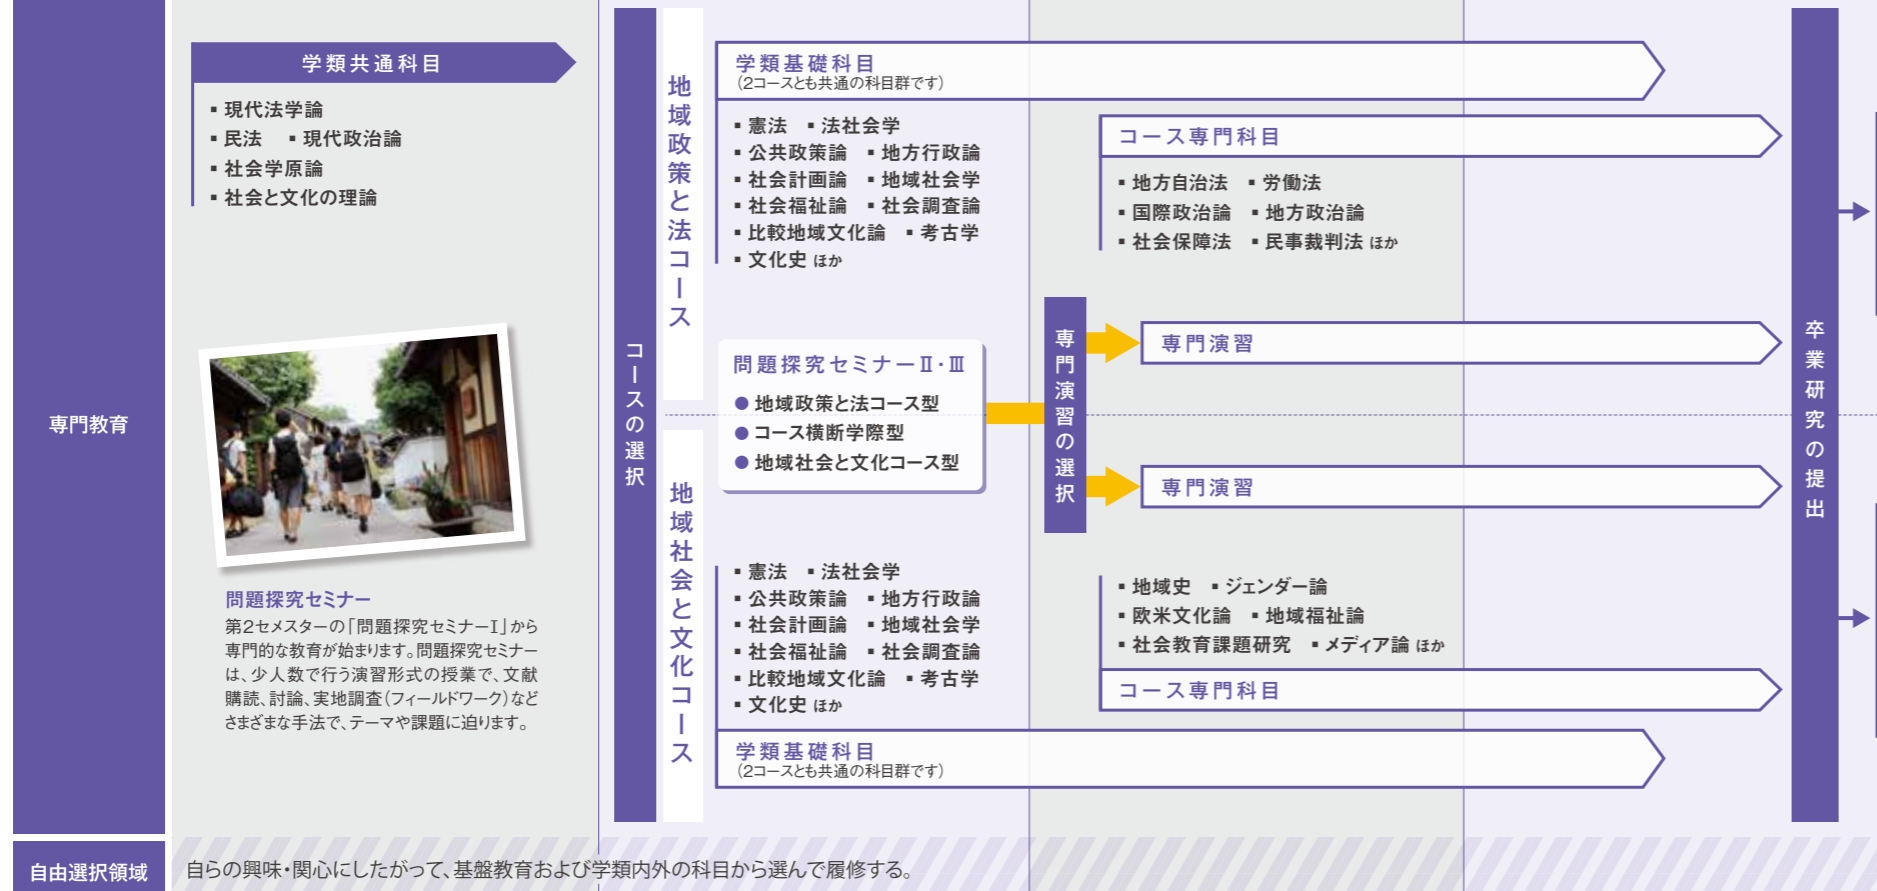 専門教育
学類共通科目
▪ 現代法学論
▪ 民法 ▪ 現代政治論
▪ 社会学原論
▪ 社会と文化の理論
問題探究セミナー
第2セメスターの「問題探究セミナーⅠ」から
専門的な教育が始まります。問題探究セミナー
は、少人数で行う演習形式の授業で、文献
購読、討論、実地調査(フィールドワーク)など
さまざまな手法で、テーマや課題に迫ります。
コースの選択
地域政策と法コース
学類基礎科目
(2コースとも共通の科目群です)
▪ 憲法 ▪ 法社会学
▪ 公共政策論 ▪ 地方行政論
▪ 社会計画論 ▪ 地域社会学
▪ 社会福祉論 ▪ 社会調査論
▪ 比較地域文化論 ▪ 考古学
▪ 文化史 ほか
コース専門科目
▪ 地方自治法 ▪ 労働法
▪ 国際政治論 ▪ 地方政治論
▪ 社会保障法 ▪ 民事裁判法 ほか
問題探究セミナーⅡ・Ⅲ
● 地域政策と法コース型
● コース横断学際型
● 地域社会と文化コース型
専門演習の選択
専門演習
専門演習
地域社会と文化コース
▪ 憲法 ▪ 法社会学
▪ 公共政策論 ▪ 地方行政論
▪ 社会計画論 ▪ 地域社会学
▪ 社会福祉論 ▪ 社会調査論
▪ 比較地域文化論 ▪ 考古学
▪ 文化史 ほか
学類基礎科目
(2コースとも共通の科目群です)
▪ 地域史 ▪ ジェンダー論
▪ 欧米文化論 ▪ 地域福祉論
▪ 社会教育課題研究 ▪ メディア論 ほか
コース専門科目
卒業研究の提出
自由選択領域
自らの興味・関心にしたがって、基盤教育および学類内外の科目から選んで履修する。